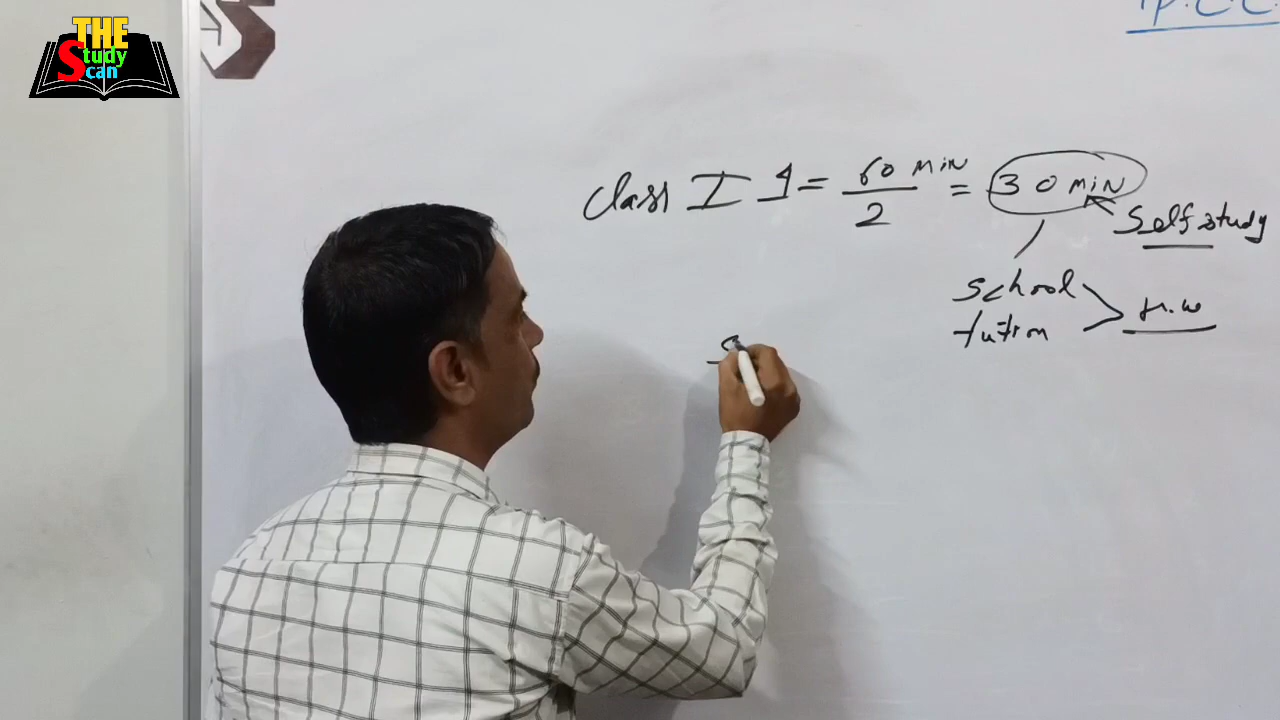 THE
Study
Scan
P.C.C.
Class I 1 = 60 MIN / 2 = 30 MIN
Self study
School
tution
H.W